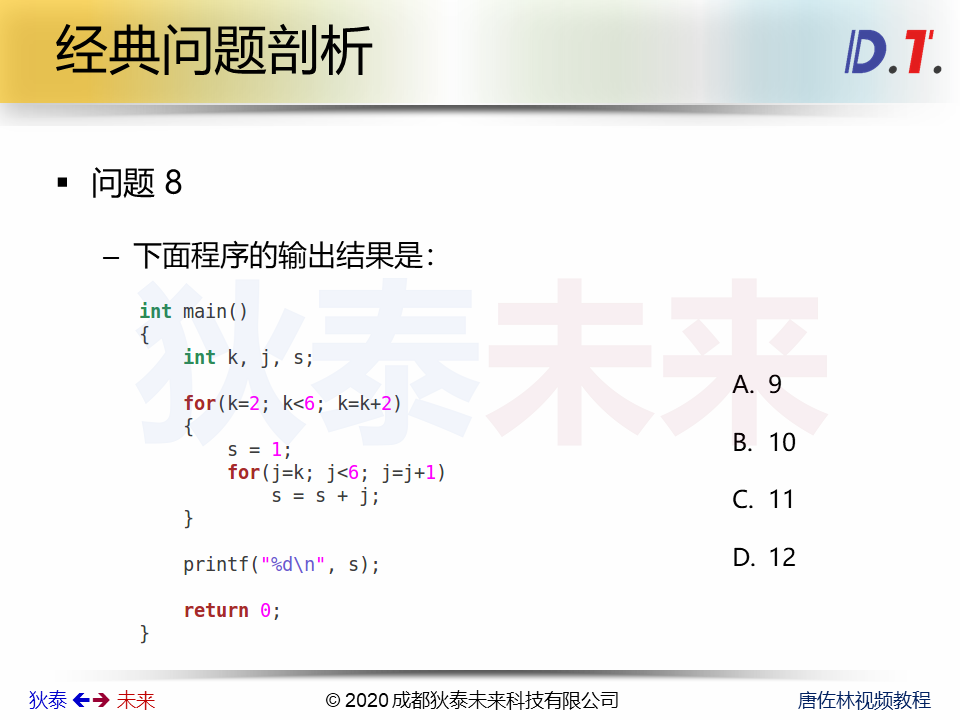 经典问题剖析
D.T.
▪ 问题 8
– 下面程序的输出结果是：
狄泰未来
int main()
{
    int k, j, s;
    for(k=2; k<6; k=k+2)
    {
        s = 1;
        for(j=k; j<6; j=j+1)
            s = s + j;
    }
    printf("%d\n", s);
    return 0;
}
A. 9
B. 10
C. 11
D. 12
狄泰 未来
© 2020 成都狄泰未来科技有限公司
唐佐林视频教程